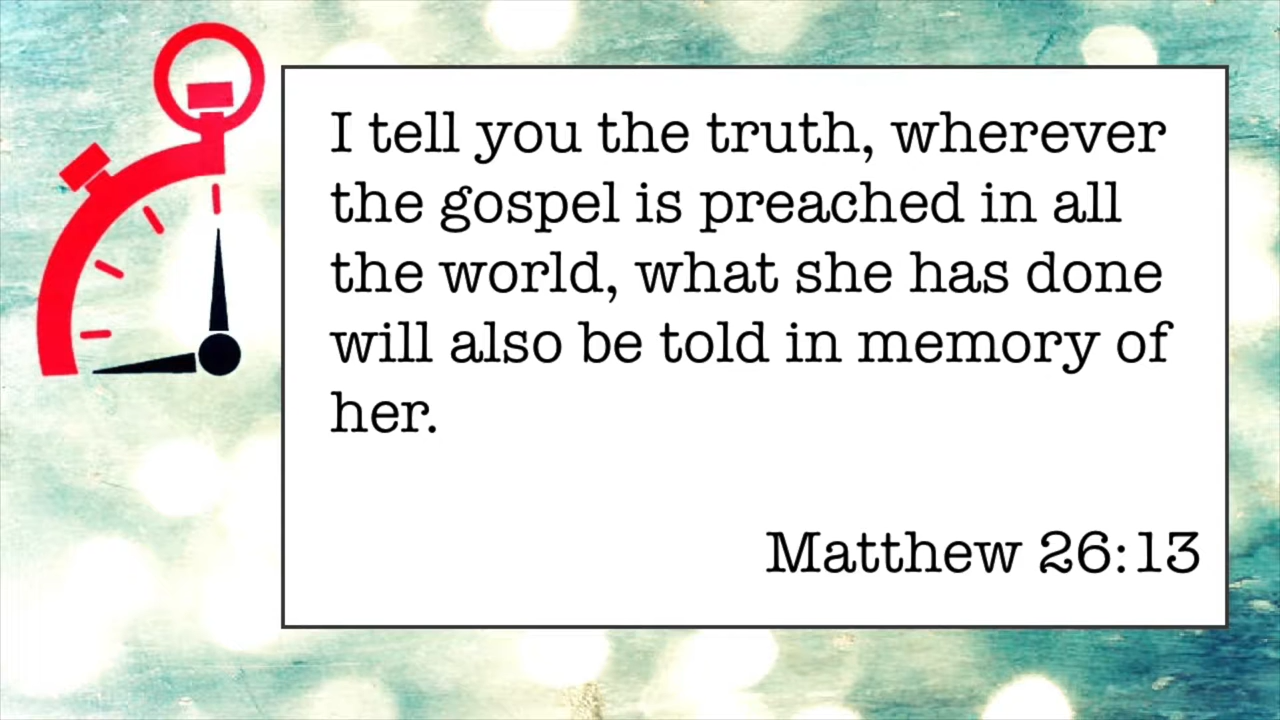 I tell you the truth, wherever
the gospel is preached in all
the world, what she has done
will also be told in memory of
her.
Matthew 26:13